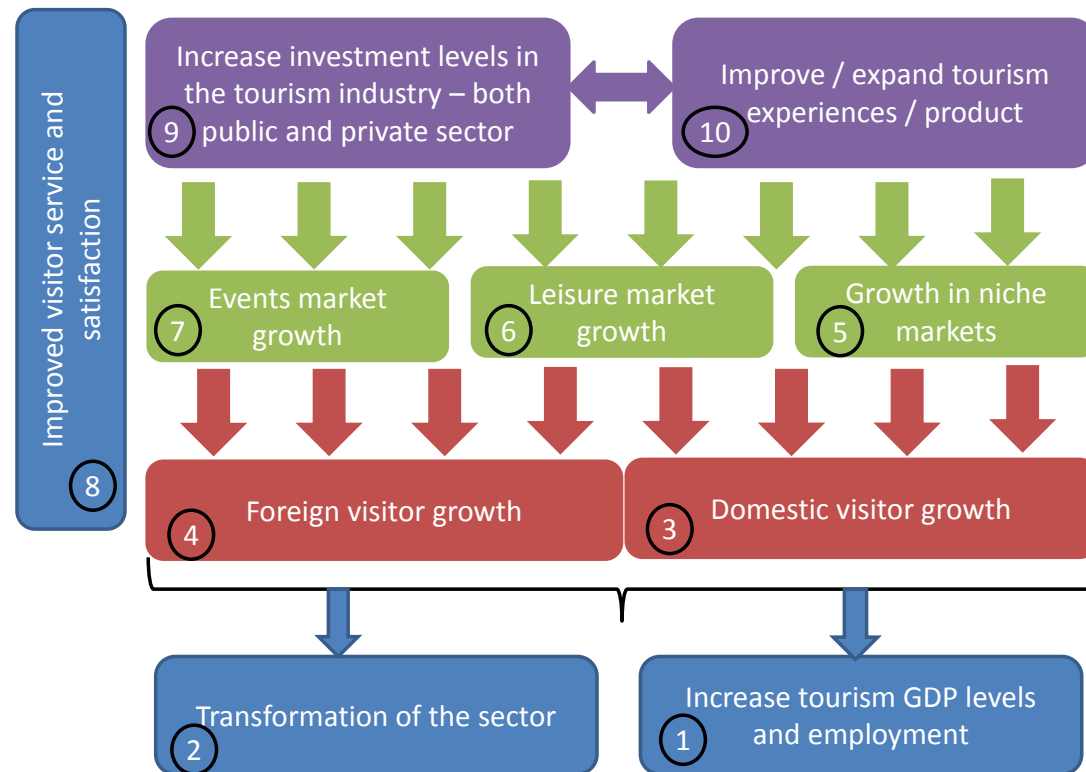 Improved visitor service and
satisfaction
8
Increase investment levels in
the tourism industry – both
public and private sector
9
Improve / expand tourism
experiences / product
10
Events market
growth
7
Leisure market
growth
6
Growth in niche
markets
5
Foreign visitor growth
4
Domestic visitor growth
3
Transformation of the sector
2
Increase tourism GDP levels
and employment
1